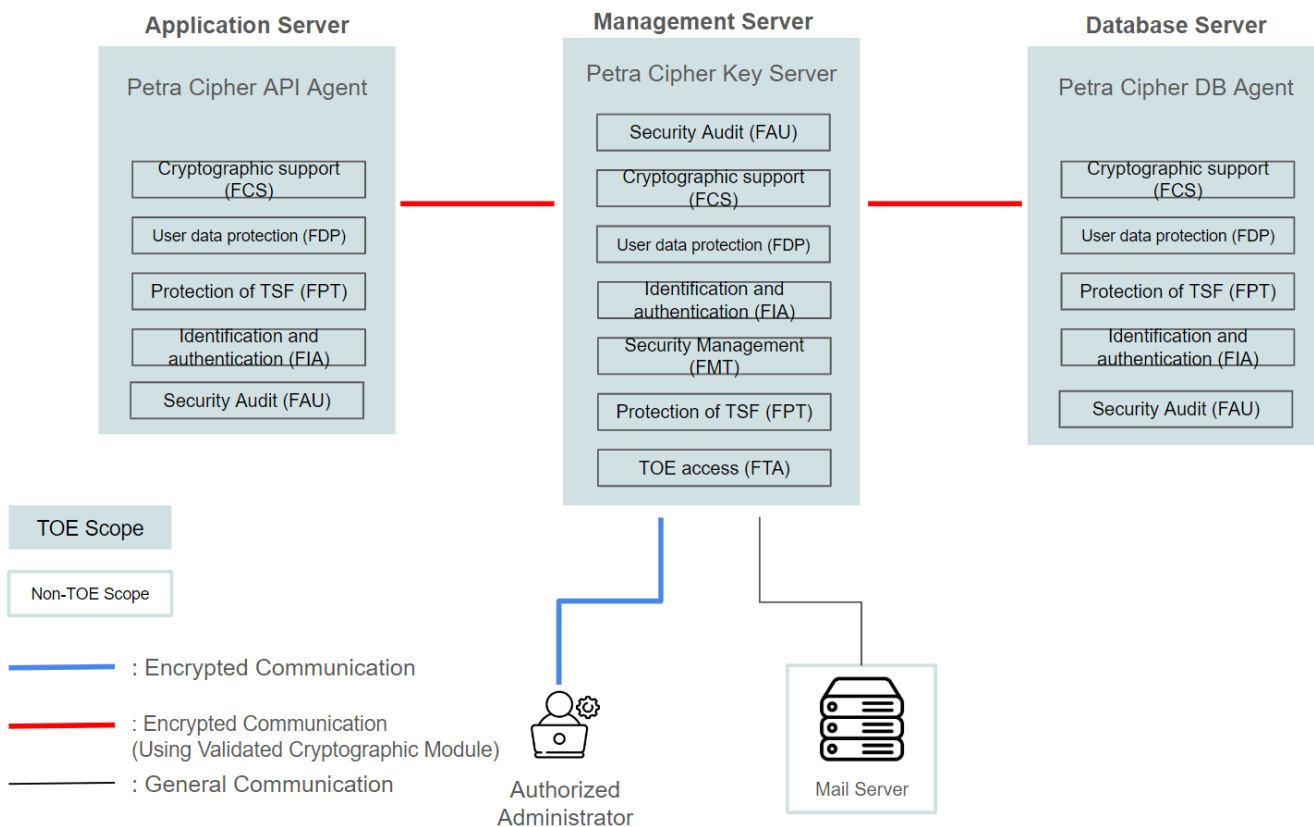 Application Server
Management Server
Database Server
Petra Cipher API Agent
Cryptographic support
(FCS)
User data protection (FDP)
Protection of TSF (FPT)
Identification and
authentication (FIA)
Security Audit (FAU)
Petra Cipher Key Server
Security Audit (FAU)
Cryptographic support
(FCS)
User data protection (FDP)
Identification and
authentication (FIA)
Security Management
(FMT)
Protection of TSF (FPT)
TOE access (FTA)
Petra Cipher DB Agent
Cryptographic support
(FCS)
User data protection (FDP)
Protection of TSF (FPT)
Identification and
authentication (FIA)
Security Audit (FAU)
TOE Scope
Non-TOE Scope
: Encrypted Communication
: Encrypted Communication
(Using Validated Cryptographic Module)
: General Communication
Authorized
Administrator
Mail Server